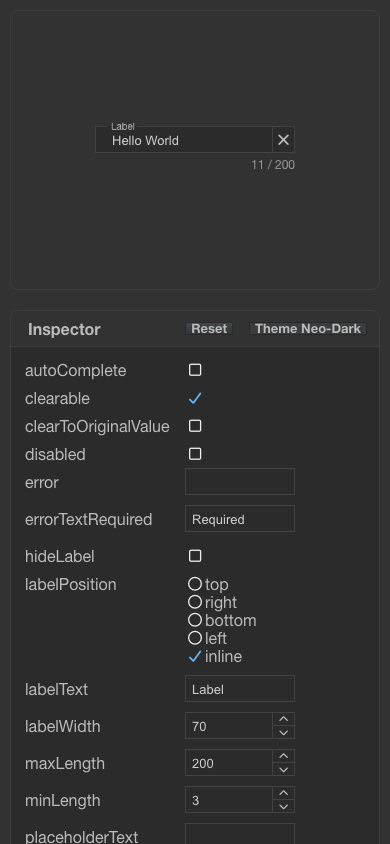 Label
Hello World
11 / 200
Inspector Reset Theme Neo-Dark
autoComplete
clearable
clearToOriginalValue
disabled
error
errorTextRequired Required
hideLabel
labelPosition top
right
bottom
left
inline
labelText Label
labelWidth 70
maxLength 200
minLength 3
placeholderText